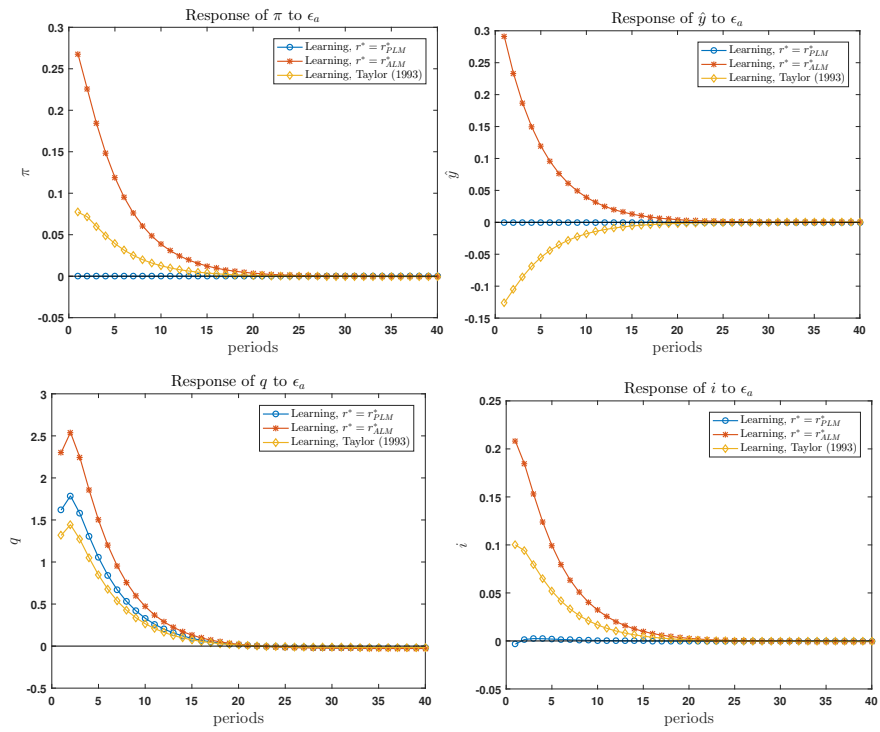 Response of π to ϵ_a
0.3
0.25
0.2
0.15
0.1
0.05
0
-0.05
π
0 5 10 15 20 25 30 35 40
periods
Learning, r* = r*_PLM
Learning, r* = r*_ALM
Learning, Taylor (1993)
Response of ŷ to ϵ_a
0.3
0.25
0.2
0.15
0.1
0.05
0
-0.05
-0.1
-0.15
ŷ
0 5 10 15 20 25 30 35 40
periods
Learning, r* = r*_PLM
Learning, r* = r*_ALM
Learning, Taylor (1993)
Response of q to ϵ_a
3
2.5
2
1.5
1
0.5
0
-0.5
q
0 5 10 15 20 25 30 35 40
periods
Learning, r* = r*_PLM
Learning, r* = r*_ALM
Learning, Taylor (1993)
Response of i to ϵ_a
0.25
0.2
0.15
0.1
0.05
0
-0.05
i
0 5 10 15 20 25 30 35 40
periods
Learning, r* = r*_PLM
Learning, r* = r*_ALM
Learning, Taylor (1993)